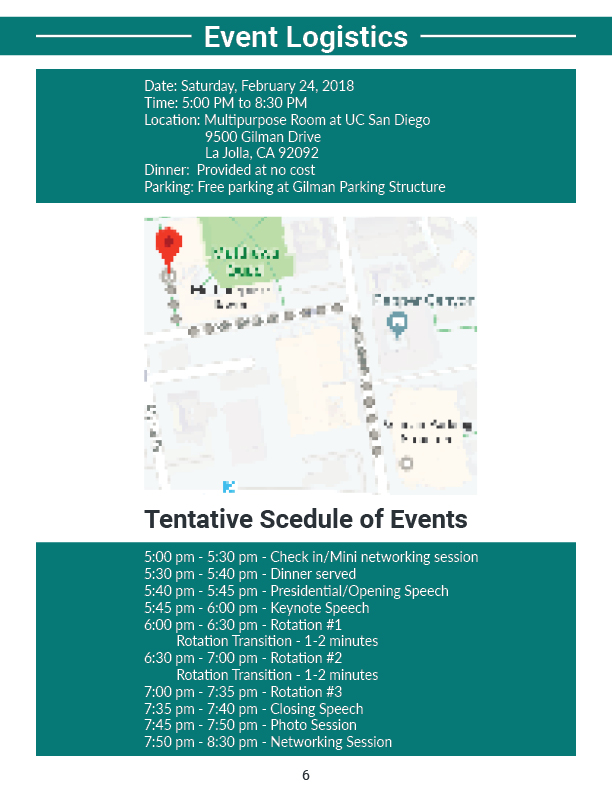 Event Logistics
Date: Saturday, February 24, 2018
Time: 5:00 PM to 8:30 PM
Location: Multipurpose Room at UC San Diego
9500 Gilman Drive
La Jolla, CA 92092
Dinner: Provided at no cost
Parking: Free parking at Gilman Parking Structure
Matthews
Quad
Pepper Canyon
Tentative Scedule of Events
5:00 pm - 5:30 pm - Check in/Mini networking session
5:30 pm - 5:40 pm - Dinner served
5:40 pm - 5:45 pm - Presidential/Opening Speech
5:45 pm - 6:00 pm - Keynote Speech
6:00 pm - 6:30 pm - Rotation #1
Rotation Transition - 1-2 minutes
6:30 pm - 7:00 pm - Rotation #2
Rotation Transition - 1-2 minutes
7:00 pm - 7:35 pm - Rotation #3
7:35 pm - 7:40 pm - Closing Speech
7:45 pm - 7:50 pm - Photo Session
7:50 pm - 8:30 pm - Networking Session
6